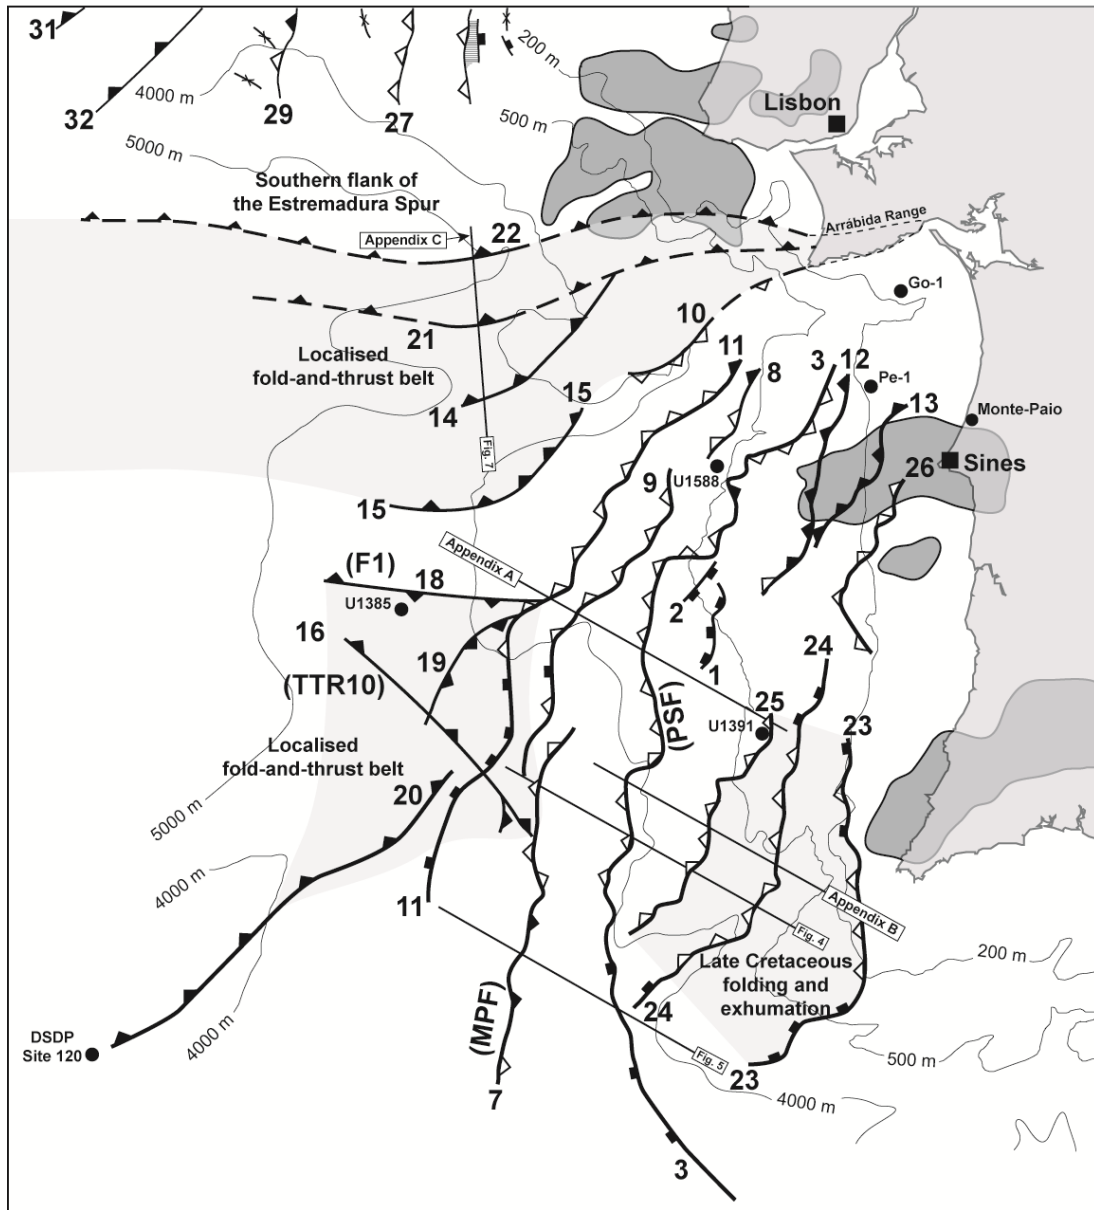 31
32
4000 m
29
27
200 m
500 m
Lisbon
5000 m
Southern flank of
the Estremadura Spur
Appendix C
22
Arrábida Range
Go-1
21
10
Localised
fold-and-thrust belt
11
8
3
12
Pe-1
13
Monte-Paio
14
15
Fig. 7
9
U1588
26
Sines
15
Appendix A
(F1)
18
U1385
2
16
19
1
24
(TTR10)
25
(PSF)
U1391
23
Localised
fold-and-thrust belt
20
5000 m
4000 m
11
Appendix B
Fig. 4
200 m
Late Cretaceous
folding and
exhumation
24
(MPF)
4000 m
DSDP
Site 120
Fig. 5
500 m
23
7
4000 m
3